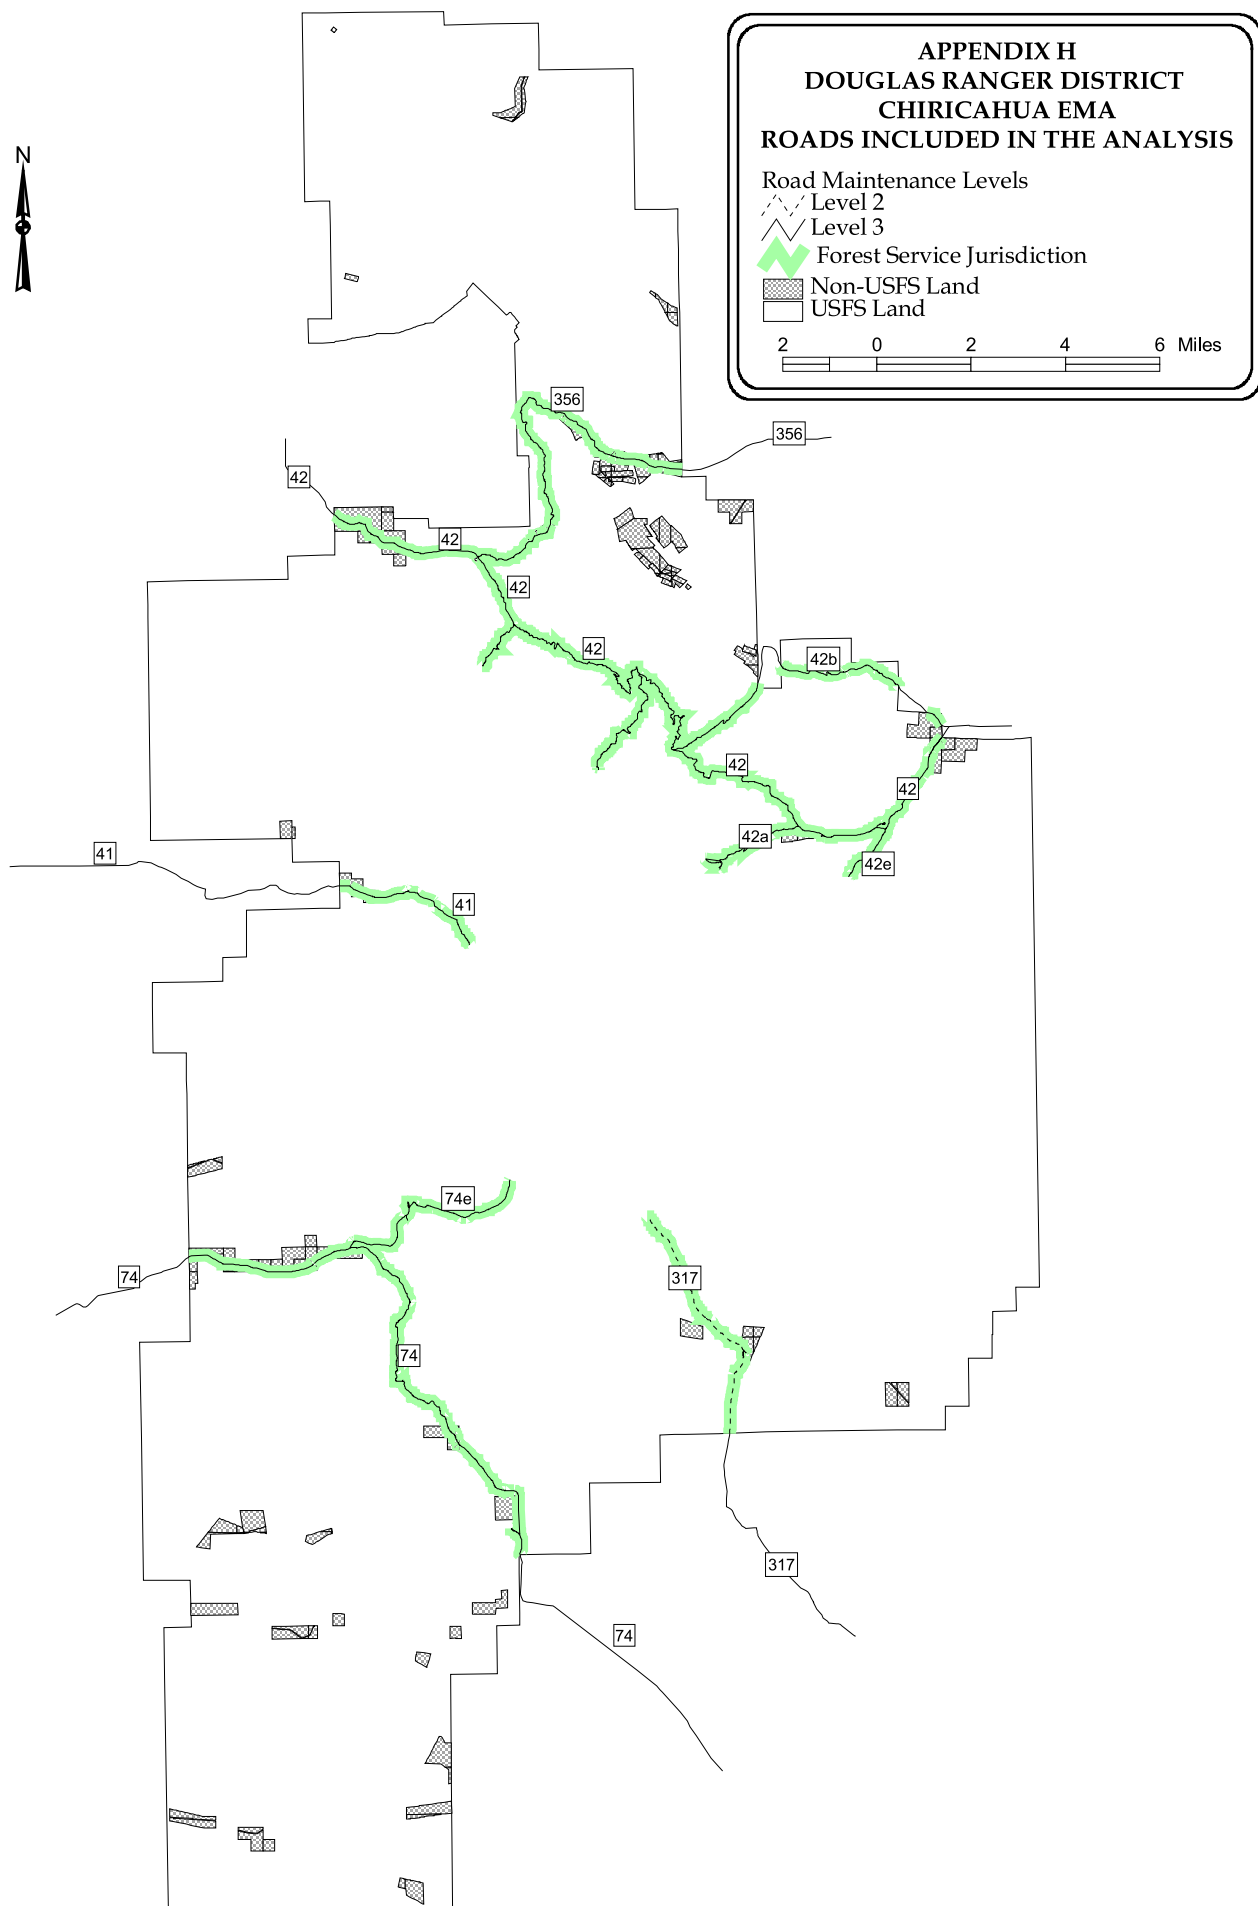 APPENDIX H
DOUGLAS RANGER DISTRICT
CHIRICAHUA EMA
ROADS INCLUDED IN THE ANALYSIS
N
Road Maintenance Levels
Level 2
Level 3
Forest Service Jurisdiction
Non-USFS Land
USFS Land
2 0 2 4 6 Miles
356
356
42
42
42
42
42b
42
42
42a
42e
41
41
74e
74
317
74
317
74